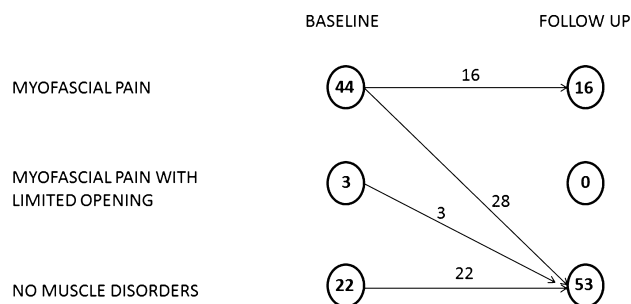 BASELINE FOLLOW UP
MYOFASCIAL PAIN 44 16 16
MYOFASCIAL PAIN WITH
LIMITED OPENING 3 0
28
3
NO MUSCLE DISORDERS 22 22 53